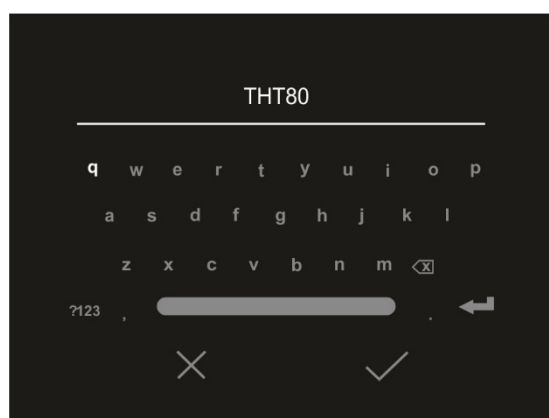 THT80
q w e r t y u i o p
a s d f g h j k l
z x c v b n m
?123 , .